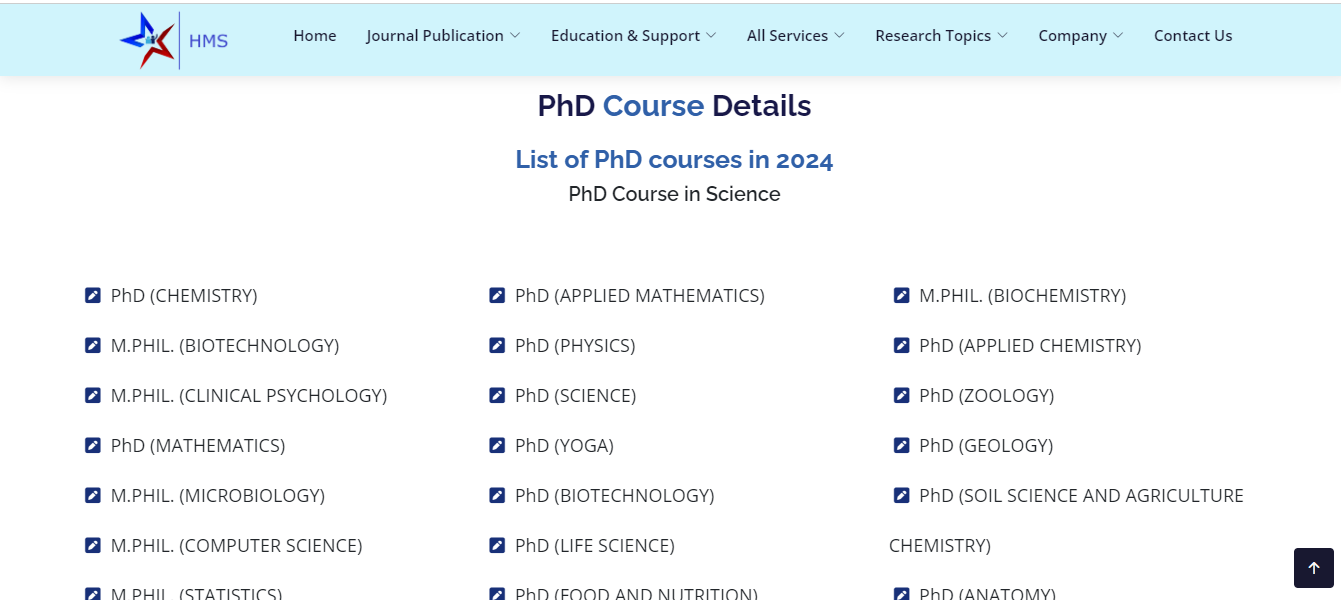 HMS
Home
Journal Publication
Education & Support
All Services
Research Topics
Company
Contact Us
PhD Course Details
List of PhD courses in 2024
PhD Course in Science
PhD (CHEMISTRY)
M.PHIL. (BIOTECHNOLOGY)
M.PHIL. (CLINICAL PSYCHOLOGY)
PhD (MATHEMATICS)
M.PHIL. (MICROBIOLOGY)
M.PHIL. (COMPUTER SCIENCE)
M.PHIL. (STATISTICS)
PhD (APPLIED MATHEMATICS)
PhD (PHYSICS)
PhD (SCIENCE)
PhD (YOGA)
PhD (BIOTECHNOLOGY)
PhD (LIFE SCIENCE)
PhD (FOOD AND NUTRITION)
M.PHIL. (BIOCHEMISTRY)
PhD (APPLIED CHEMISTRY)
PhD (ZOOLOGY)
PhD (GEOLOGY)
PhD (SOIL SCIENCE AND AGRICULTURE
CHEMISTRY)
PhD (ANATOMY)